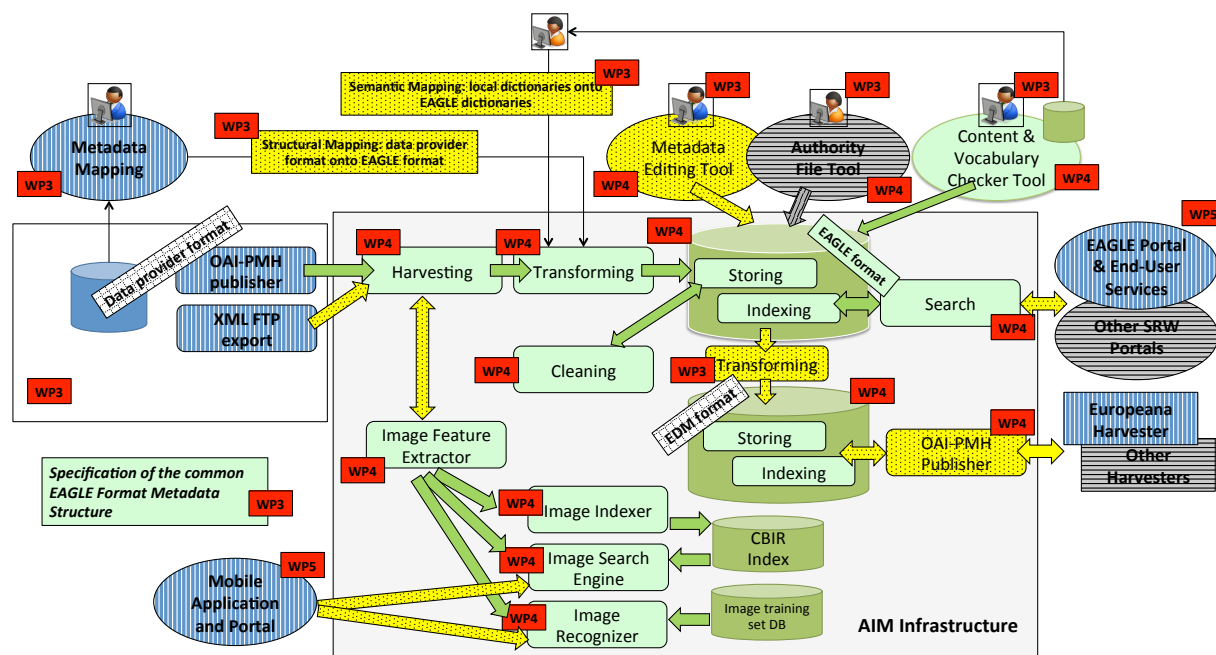 WP3
Semantic Mapping: local dictionaries onto
EAGLE dictionaries
WP3
Structural Mapping: data provider
format onto EAGLE format
Metadata
Mapping
WP3
WP3
Metadata
Editing Tool
WP4
WP3
Authority
File Tool
WP4
WP3
Content &
Vocabulary
Checker Tool
WP4
Data provider format
OAI-PMH
publisher
XML FTP
export
WP3
WP4
Harvesting
WP4
Transforming
WP4
EAGLE format
Storing
Indexing
Search
WP4
WP5
EAGLE Portal
& End-User
Services
Other SRW
Portals
WP4
Cleaning
WP3
Transforming
EDM format
WP4
Storing
Indexing
WP4
OAI-PMH
Publisher
Europeana
Harvester
Other
Harvesters
Image Feature
Extractor
WP4
Specification of the common
EAGLE Format Metadata
Structure
WP3
WP4
Image Indexer
CBIR
Index
WP4
Image Search
Engine
WP5
Mobile
Application
and Portal
WP4
Image
Recognizer
Image training
set DB
AIM Infrastructure